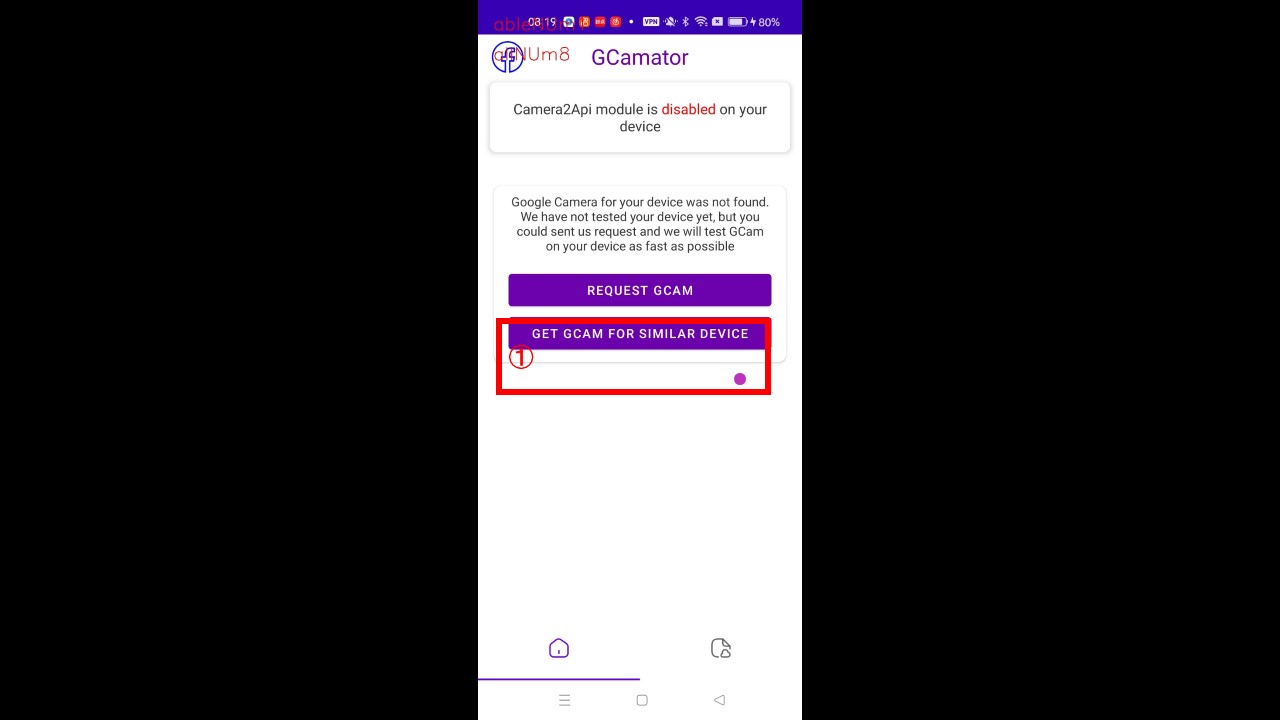 08:19 VPN 80%
ableNUm
GCamator
Camera2Api module is disabled on your
device
Google Camera for your device was not found.
We have not tested your device yet, but you
could sent us request and we will test GCam
on your device as fast as possible
REQUEST GCAM
GET GCAM FOR SIMILAR DEVICE
①